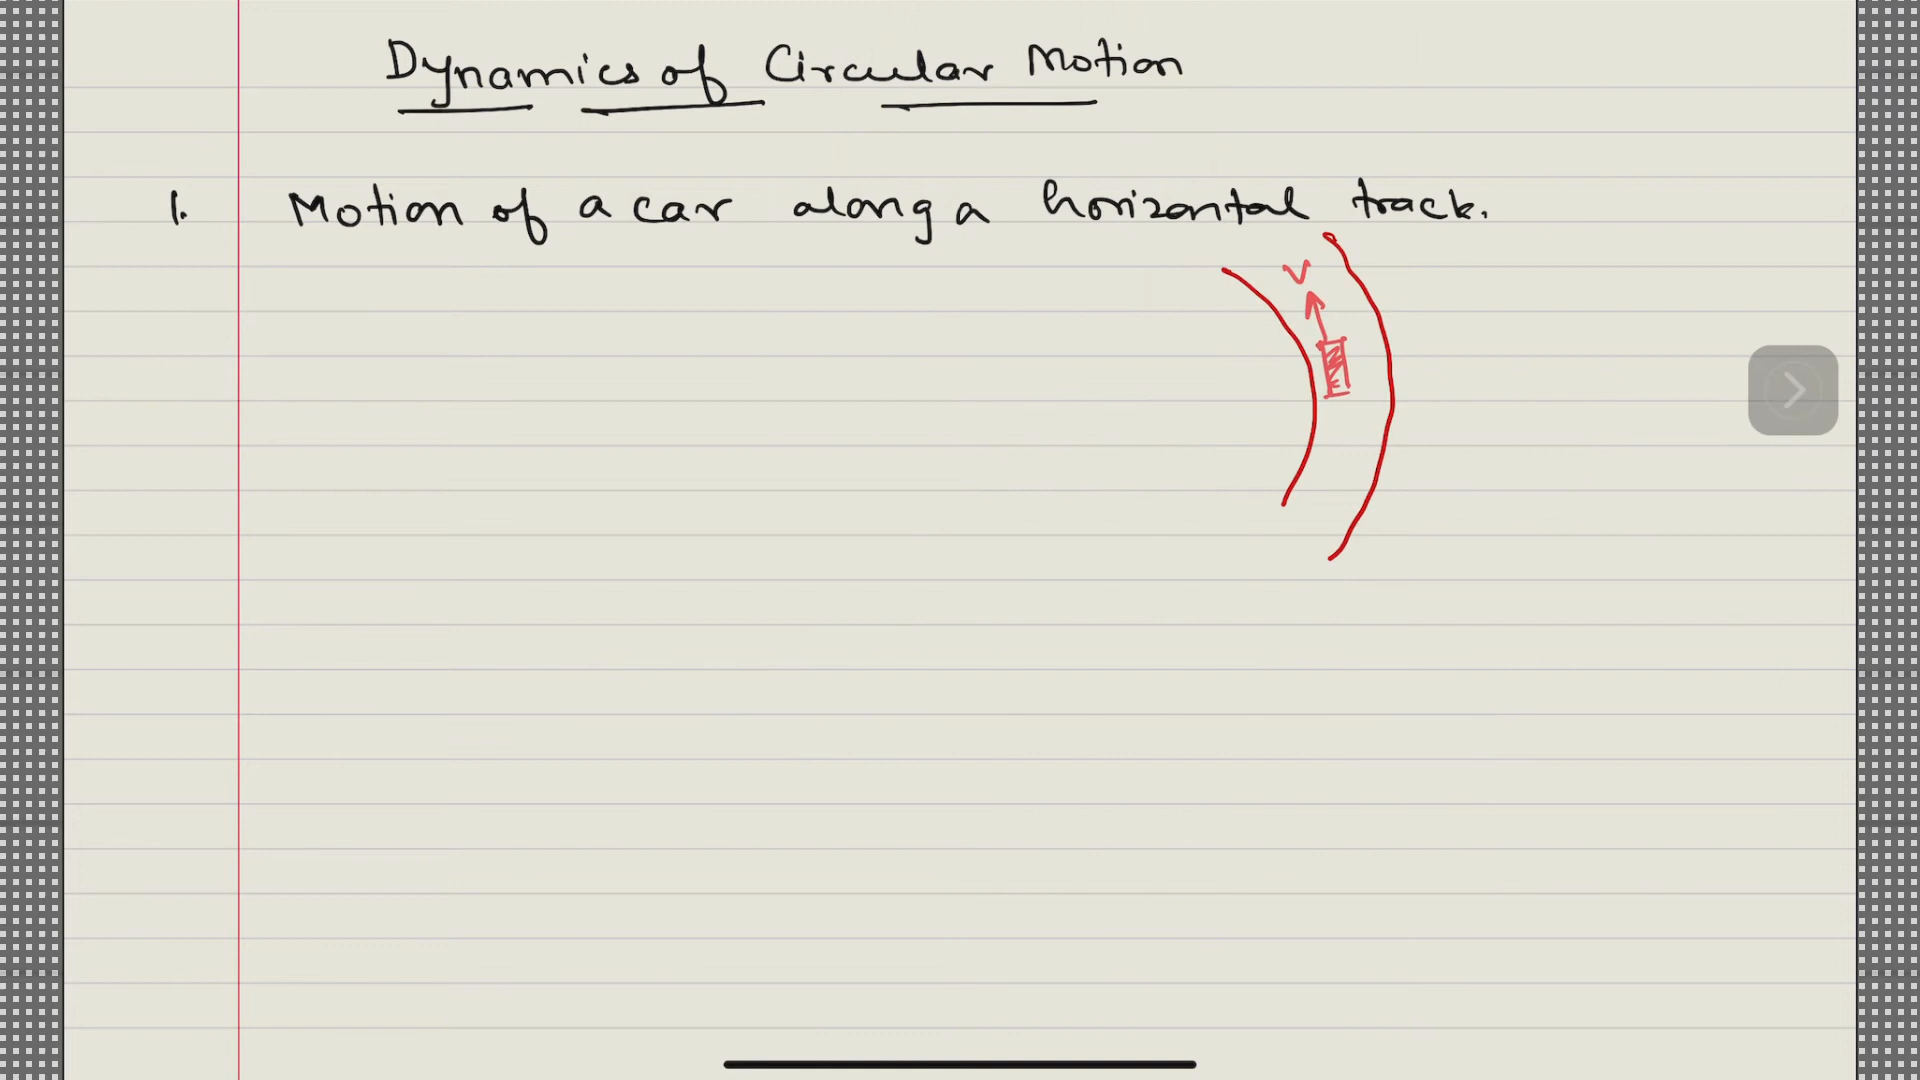 Dynamics of Circular Motion
1. Motion of a car along a horizontal track.
V